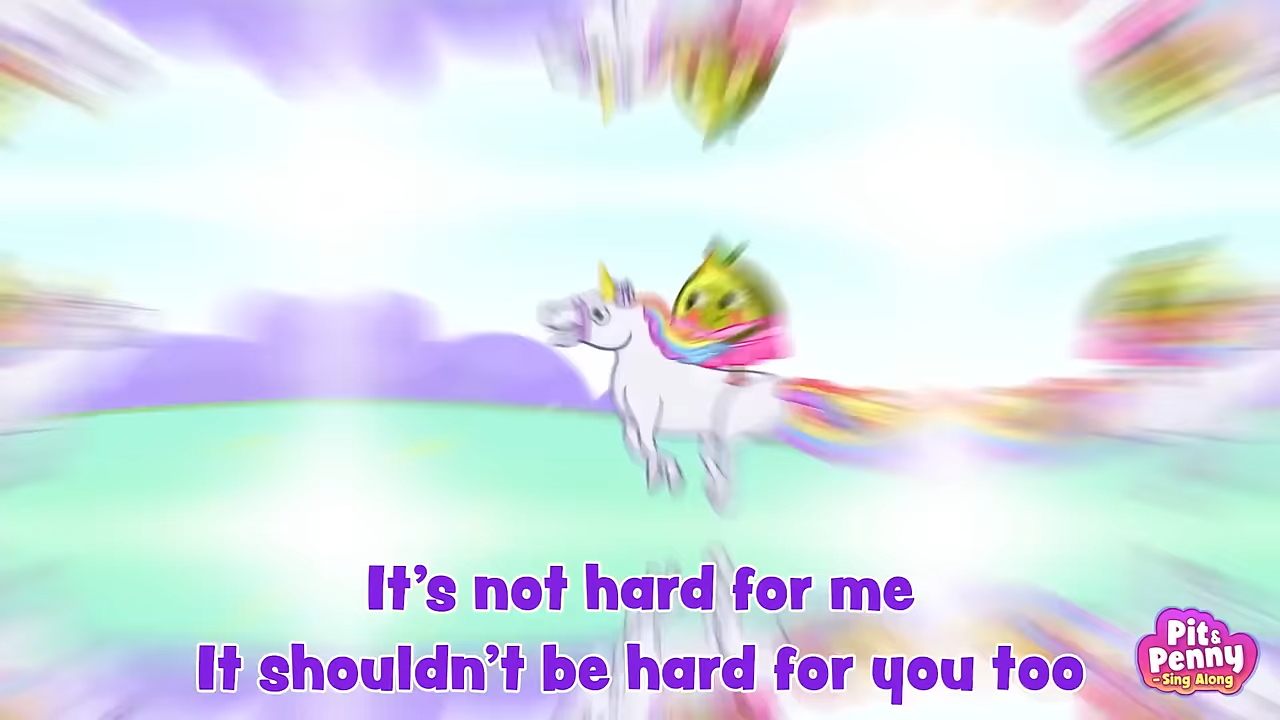 It's not hard for me
It shouldn't be hard for you too
Pit &
Penny
- Sing Along